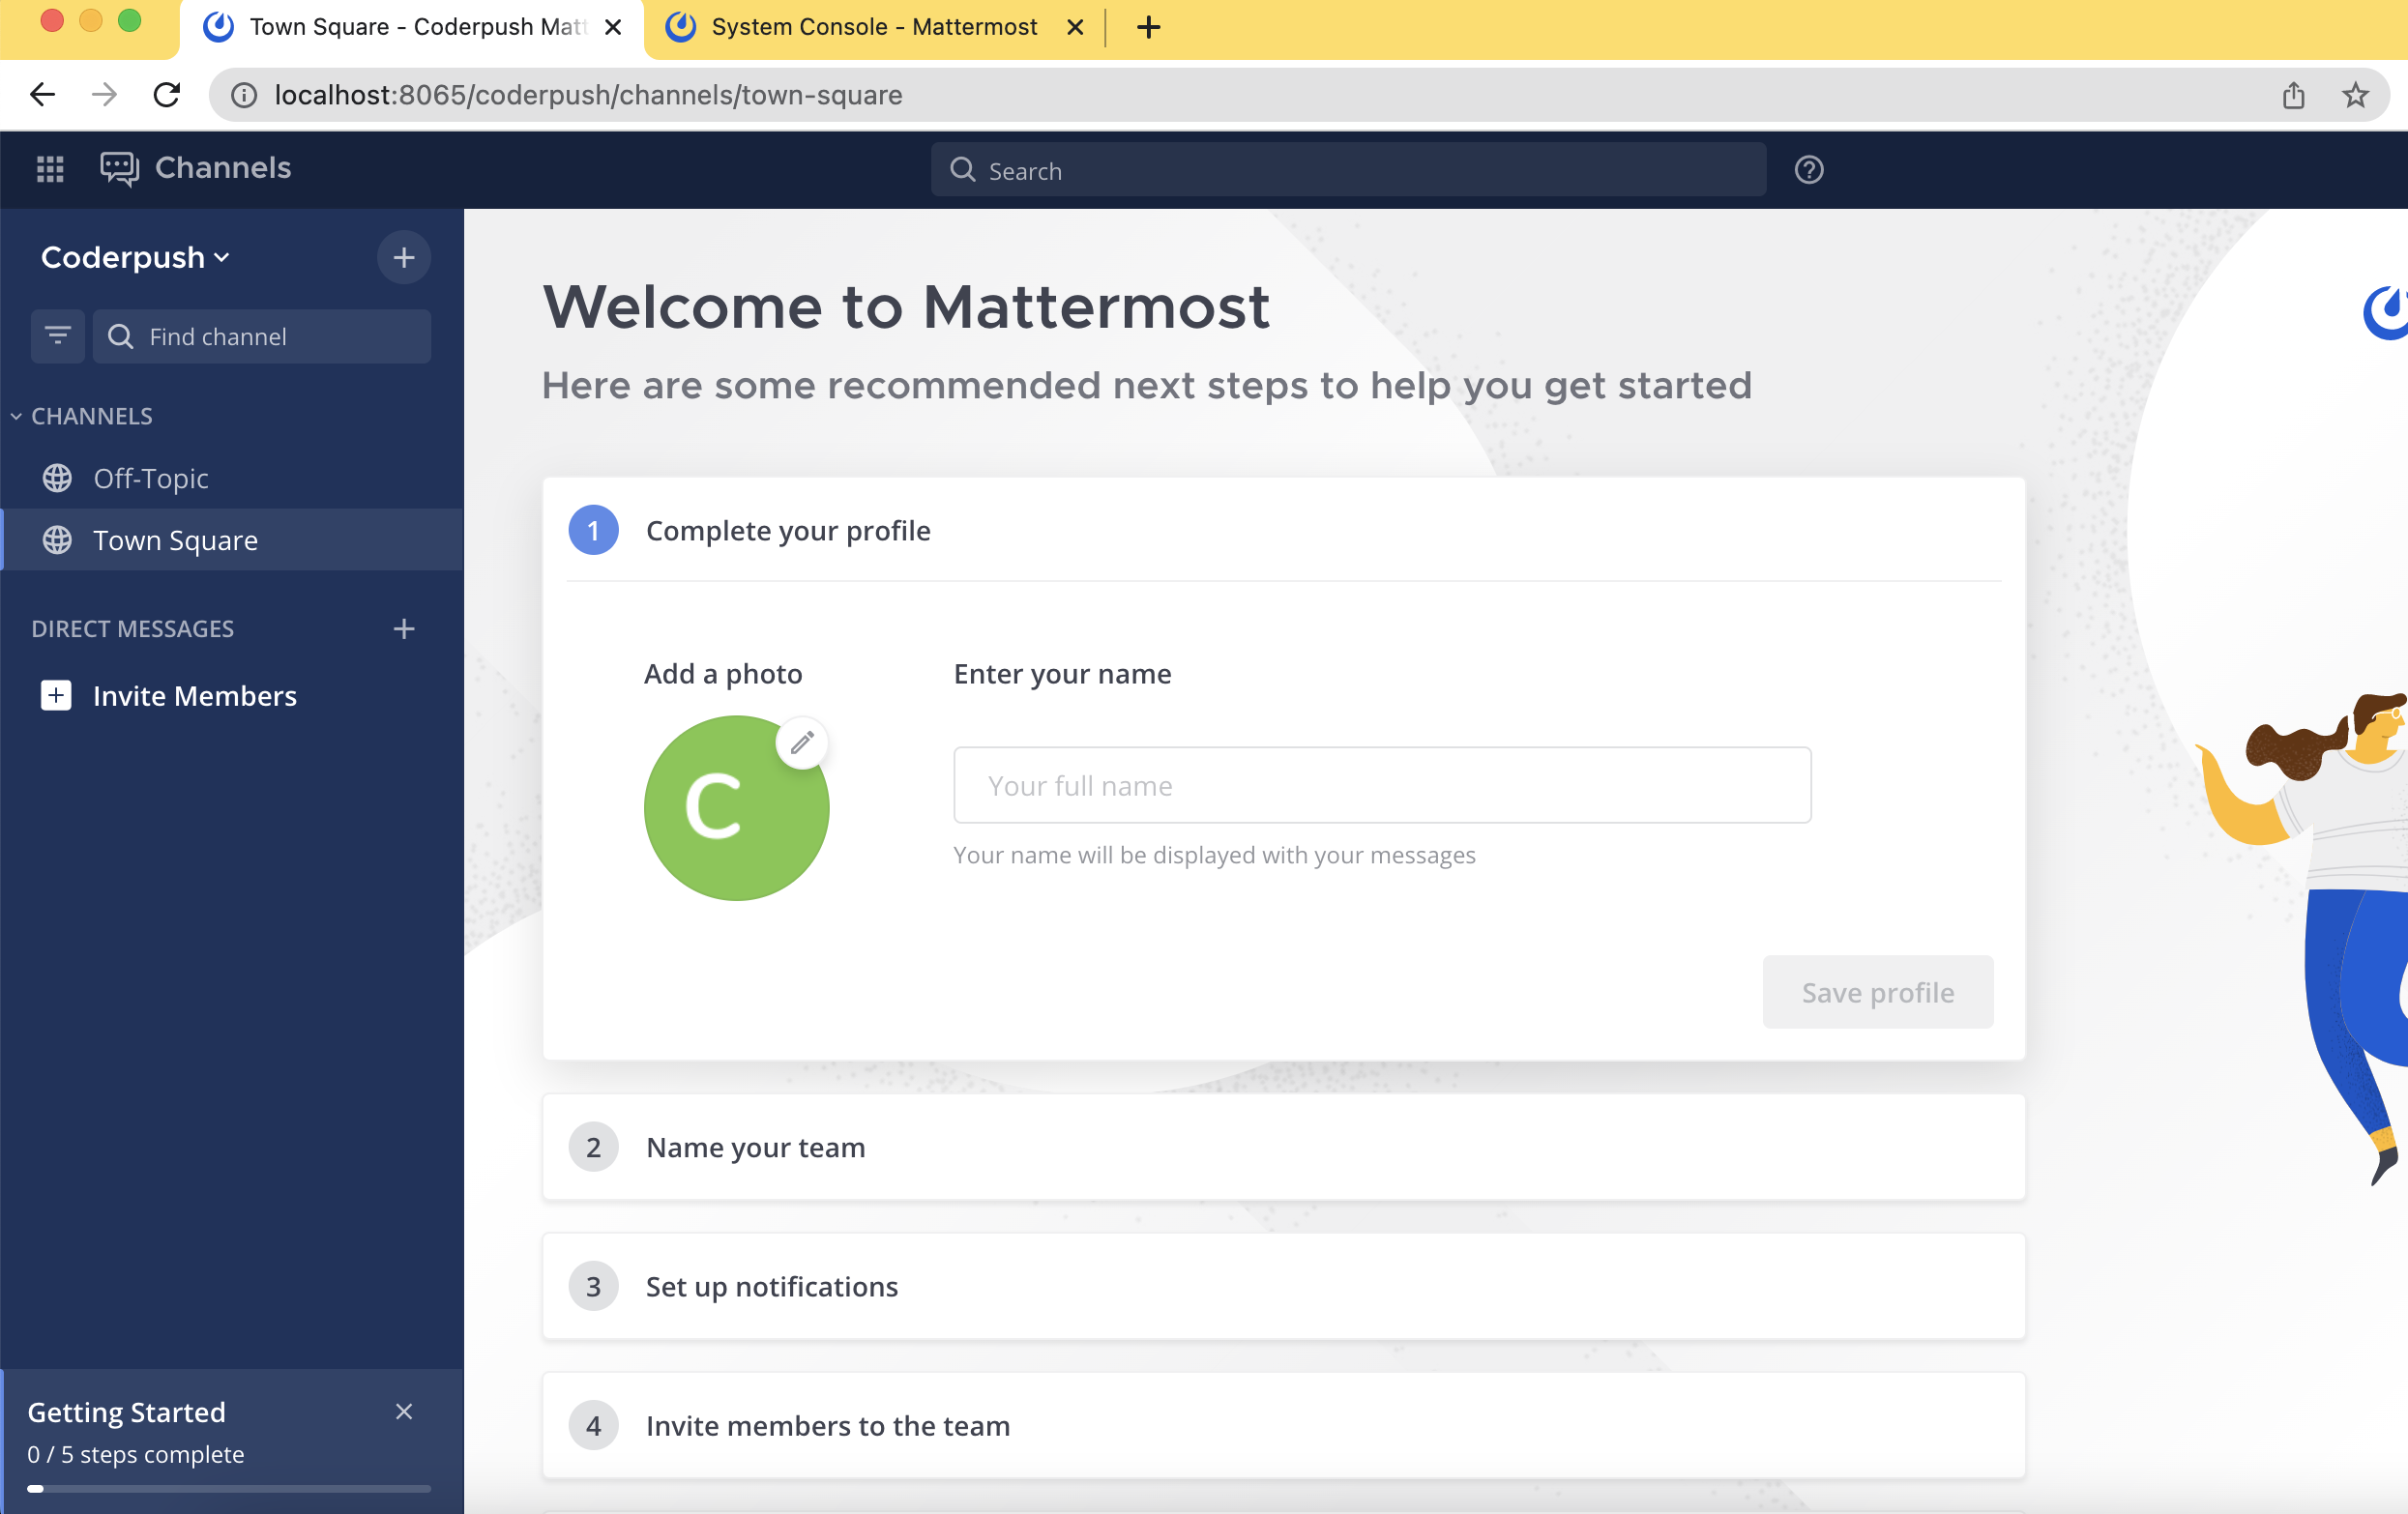 Town Square - Coderpush Matt
System Console - Mattermost
localhost:8065/coderpush/channels/town-square
Channels
Search
Coderpush
Find channel
CHANNELS
Off-Topic
Town Square
DIRECT MESSAGES
Invite Members
Getting Started
0 / 5 steps complete
Welcome to Mattermost
Here are some recommended next steps to help you get started
1 Complete your profile
Add a photo
C
Enter your name
Your full name
Your name will be displayed with your messages
Save profile
2 Name your team
3 Set up notifications
4 Invite members to the team